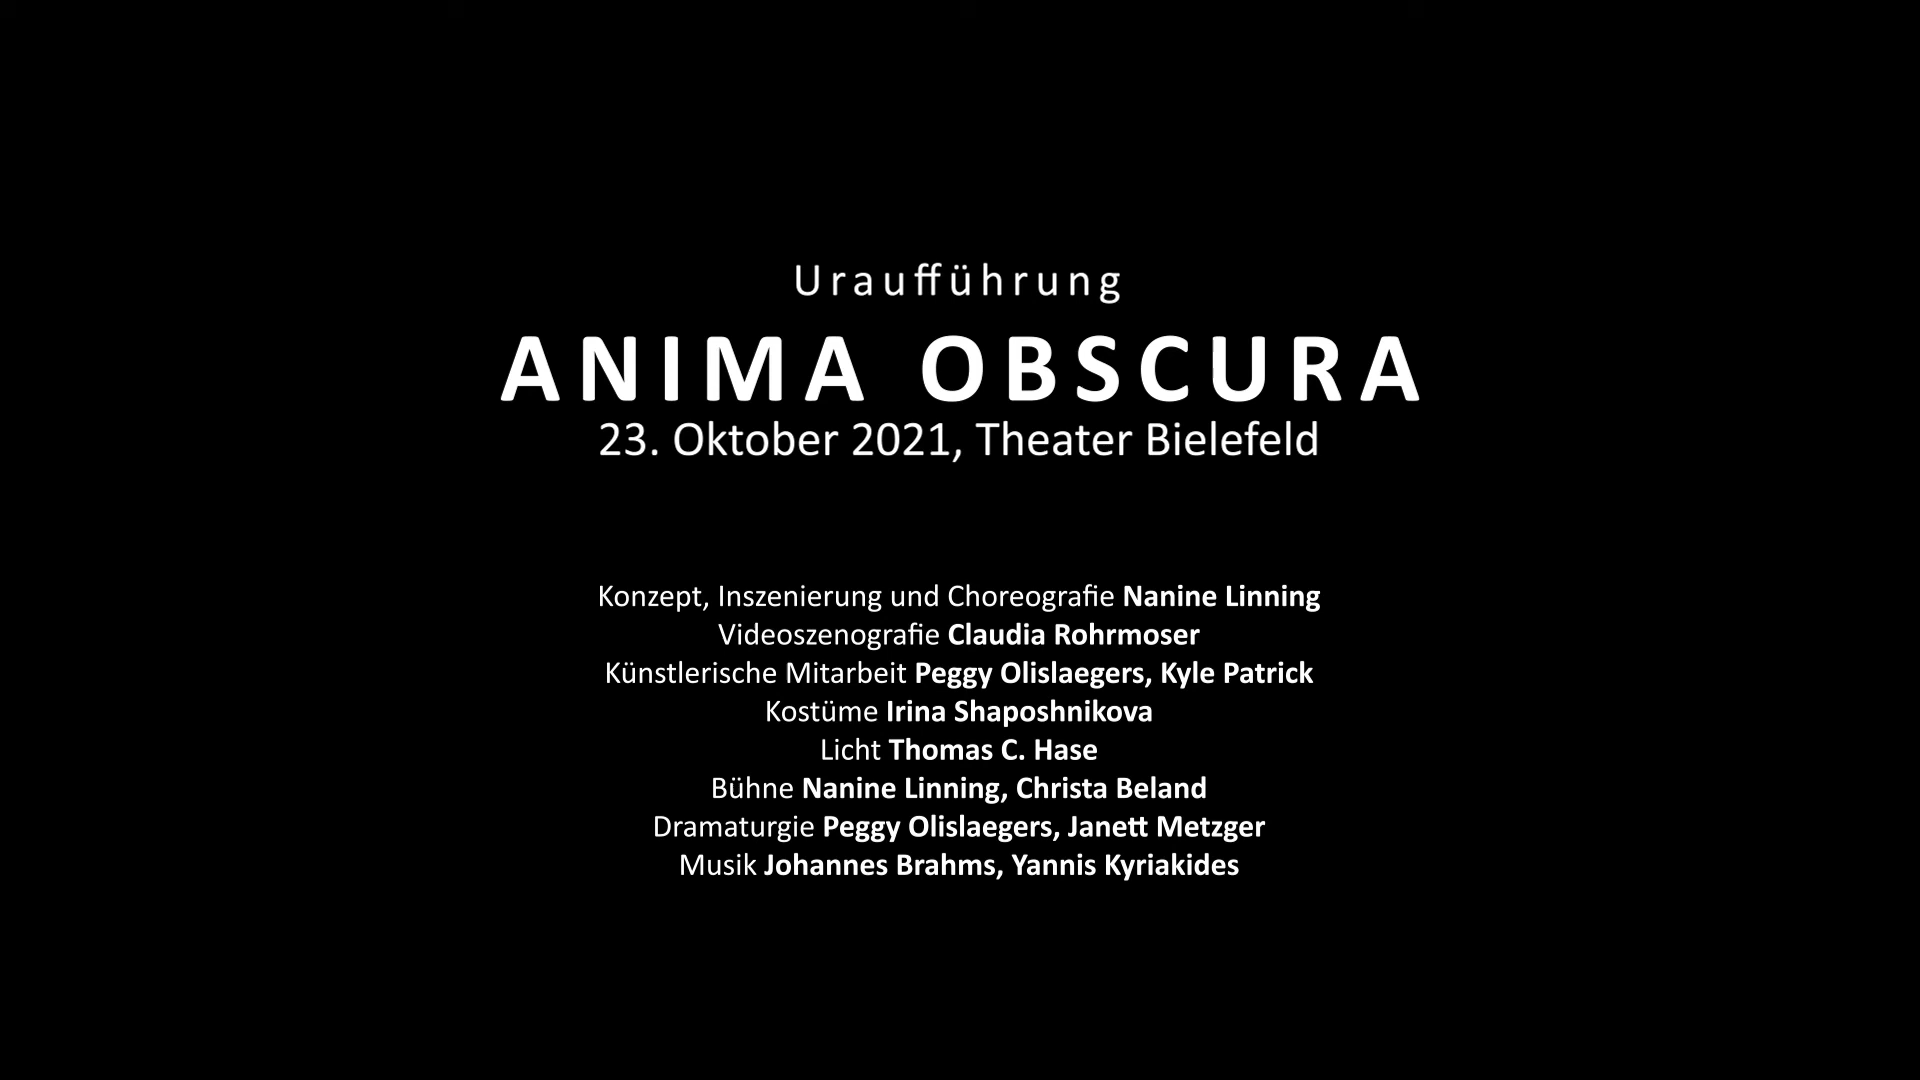 Uraufführung
ANIMA OBSCURA
23. Oktober 2021, Theater Bielefeld
Konzept, Inszenierung und Choreografie Nanine Linning
Videoszenografie Claudia Rohrmoser
Künstlerische Mitarbeit Peggy Olislaegers, Kyle Patrick
Kostüme Irina Shaposhnikova
Licht Thomas C. Hase
Bühne Nanine Linning, Christa Beland
Dramaturgie Peggy Olislaegers, Janett Metzger
Musik Johannes Brahms, Yannis Kyriakides